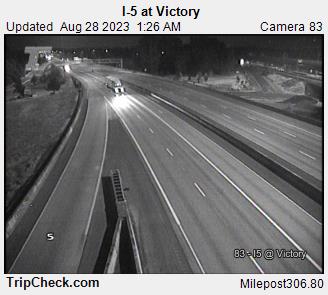 I-5 at Victory
Updated Aug 28 2023 1:26 AM Camera 83
S
83 - I5 @ Victory
TripCheck.com Milepost306.80